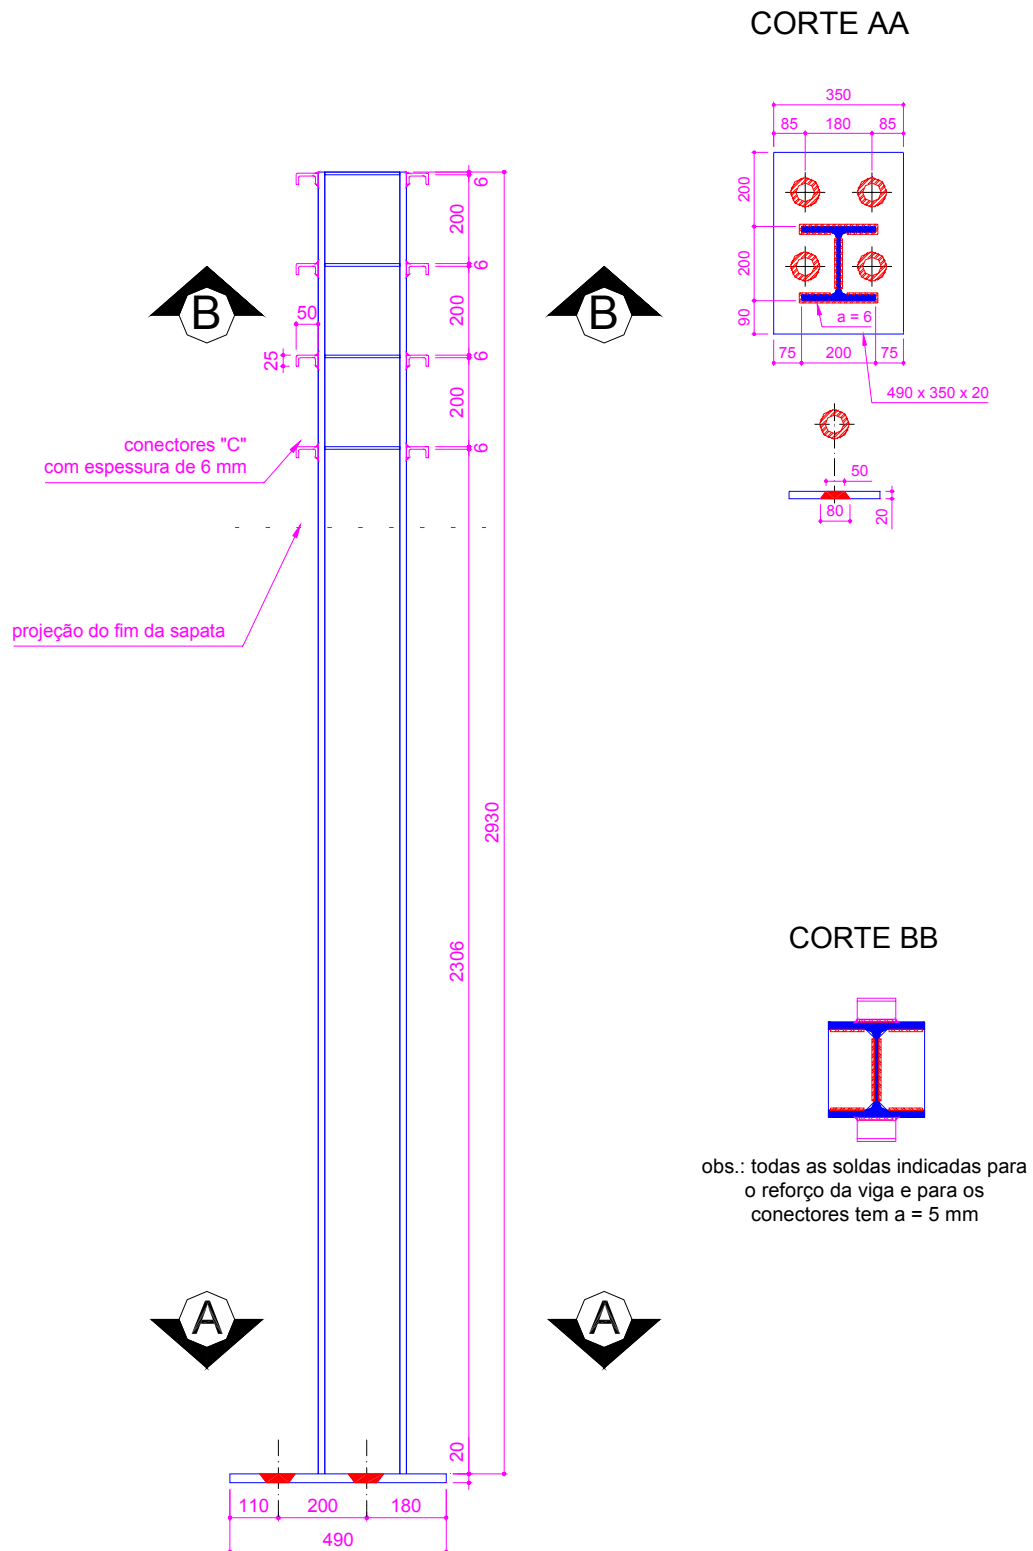 CORTE AA
350
85
180
85
200
200
90
a = 6
75
200
75
490 x 350 x 20
50
80
20
6
200
6
200
6
200
6
B
B
50
25
conectores "C"
com espessura de 6 mm
projeção do fim da sapata
2930
2306
CORTE BB
obs.: todas as soldas indicadas para
o reforço da viga e para os
conectores tem a = 5 mm
A
A
20
110
200
180
490